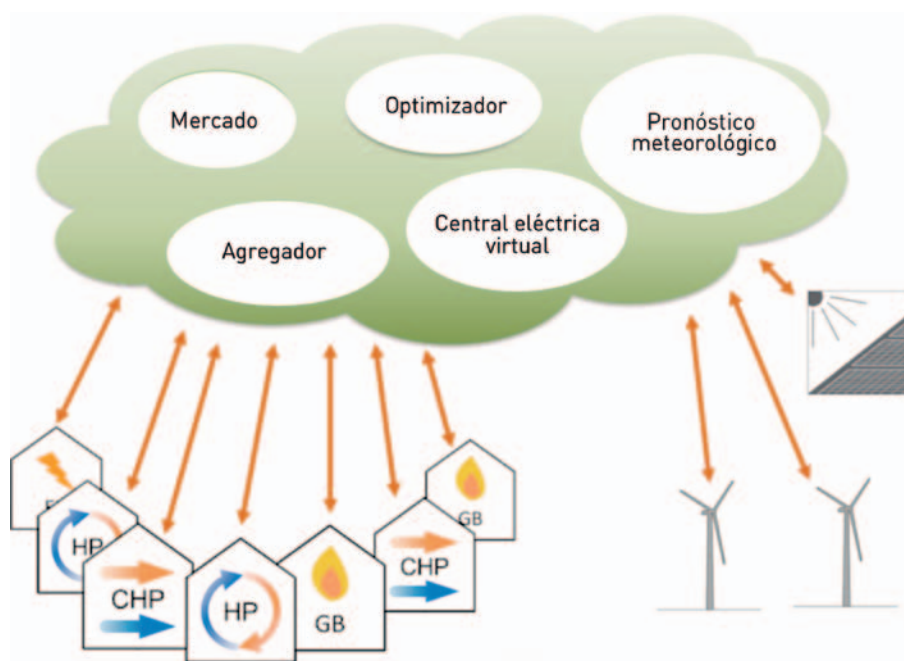 Mercado
Optimizador
Pronóstico
meteorológico
Agregador
Central eléctrica
virtual
GB
HP
CHP
CHP
HP
GB